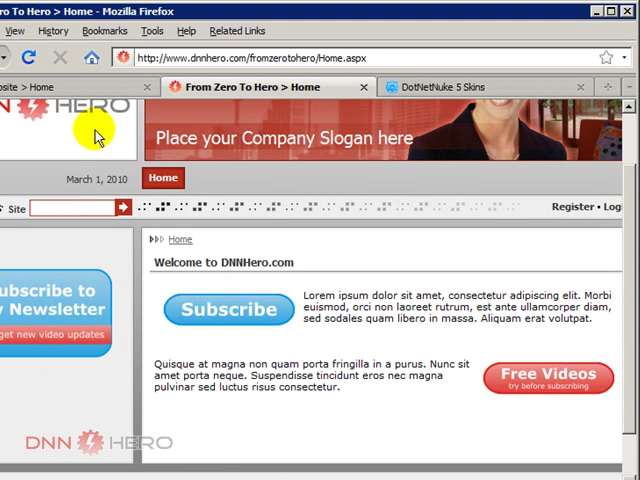 ro To Hero > Home - Mozilla Firefox
View History Bookmarks Tools Help Related Links
http://www.dnnhero.com/fromzerotohero/Home.aspx
osite > Home From Zero To Hero > Home DotNetNuke 5 Skins
HERO
Place your Company Slogan here
March 1, 2010 Home
Site Register • Log
Home
Welcome to DNNHero.com
ubscribe to
y Newsletter
get new video updates
Subscribe
Lorem ipsum dolor sit amet, consectetur adipiscing elit. Morbi
euismod, orci non laoreet rutrum, est ante ullamcorper diam,
sed sodales quam libero in massa. Aliquam erat volutpat.
Quisque at magna non quam porta fringilla in a purus. Nunc sit
amet porta neque. Suspendisse tincidunt eros nec magna
pulvinar sed luctus risus consectetur.
Free Videos
try before subscribing
DNN HERO